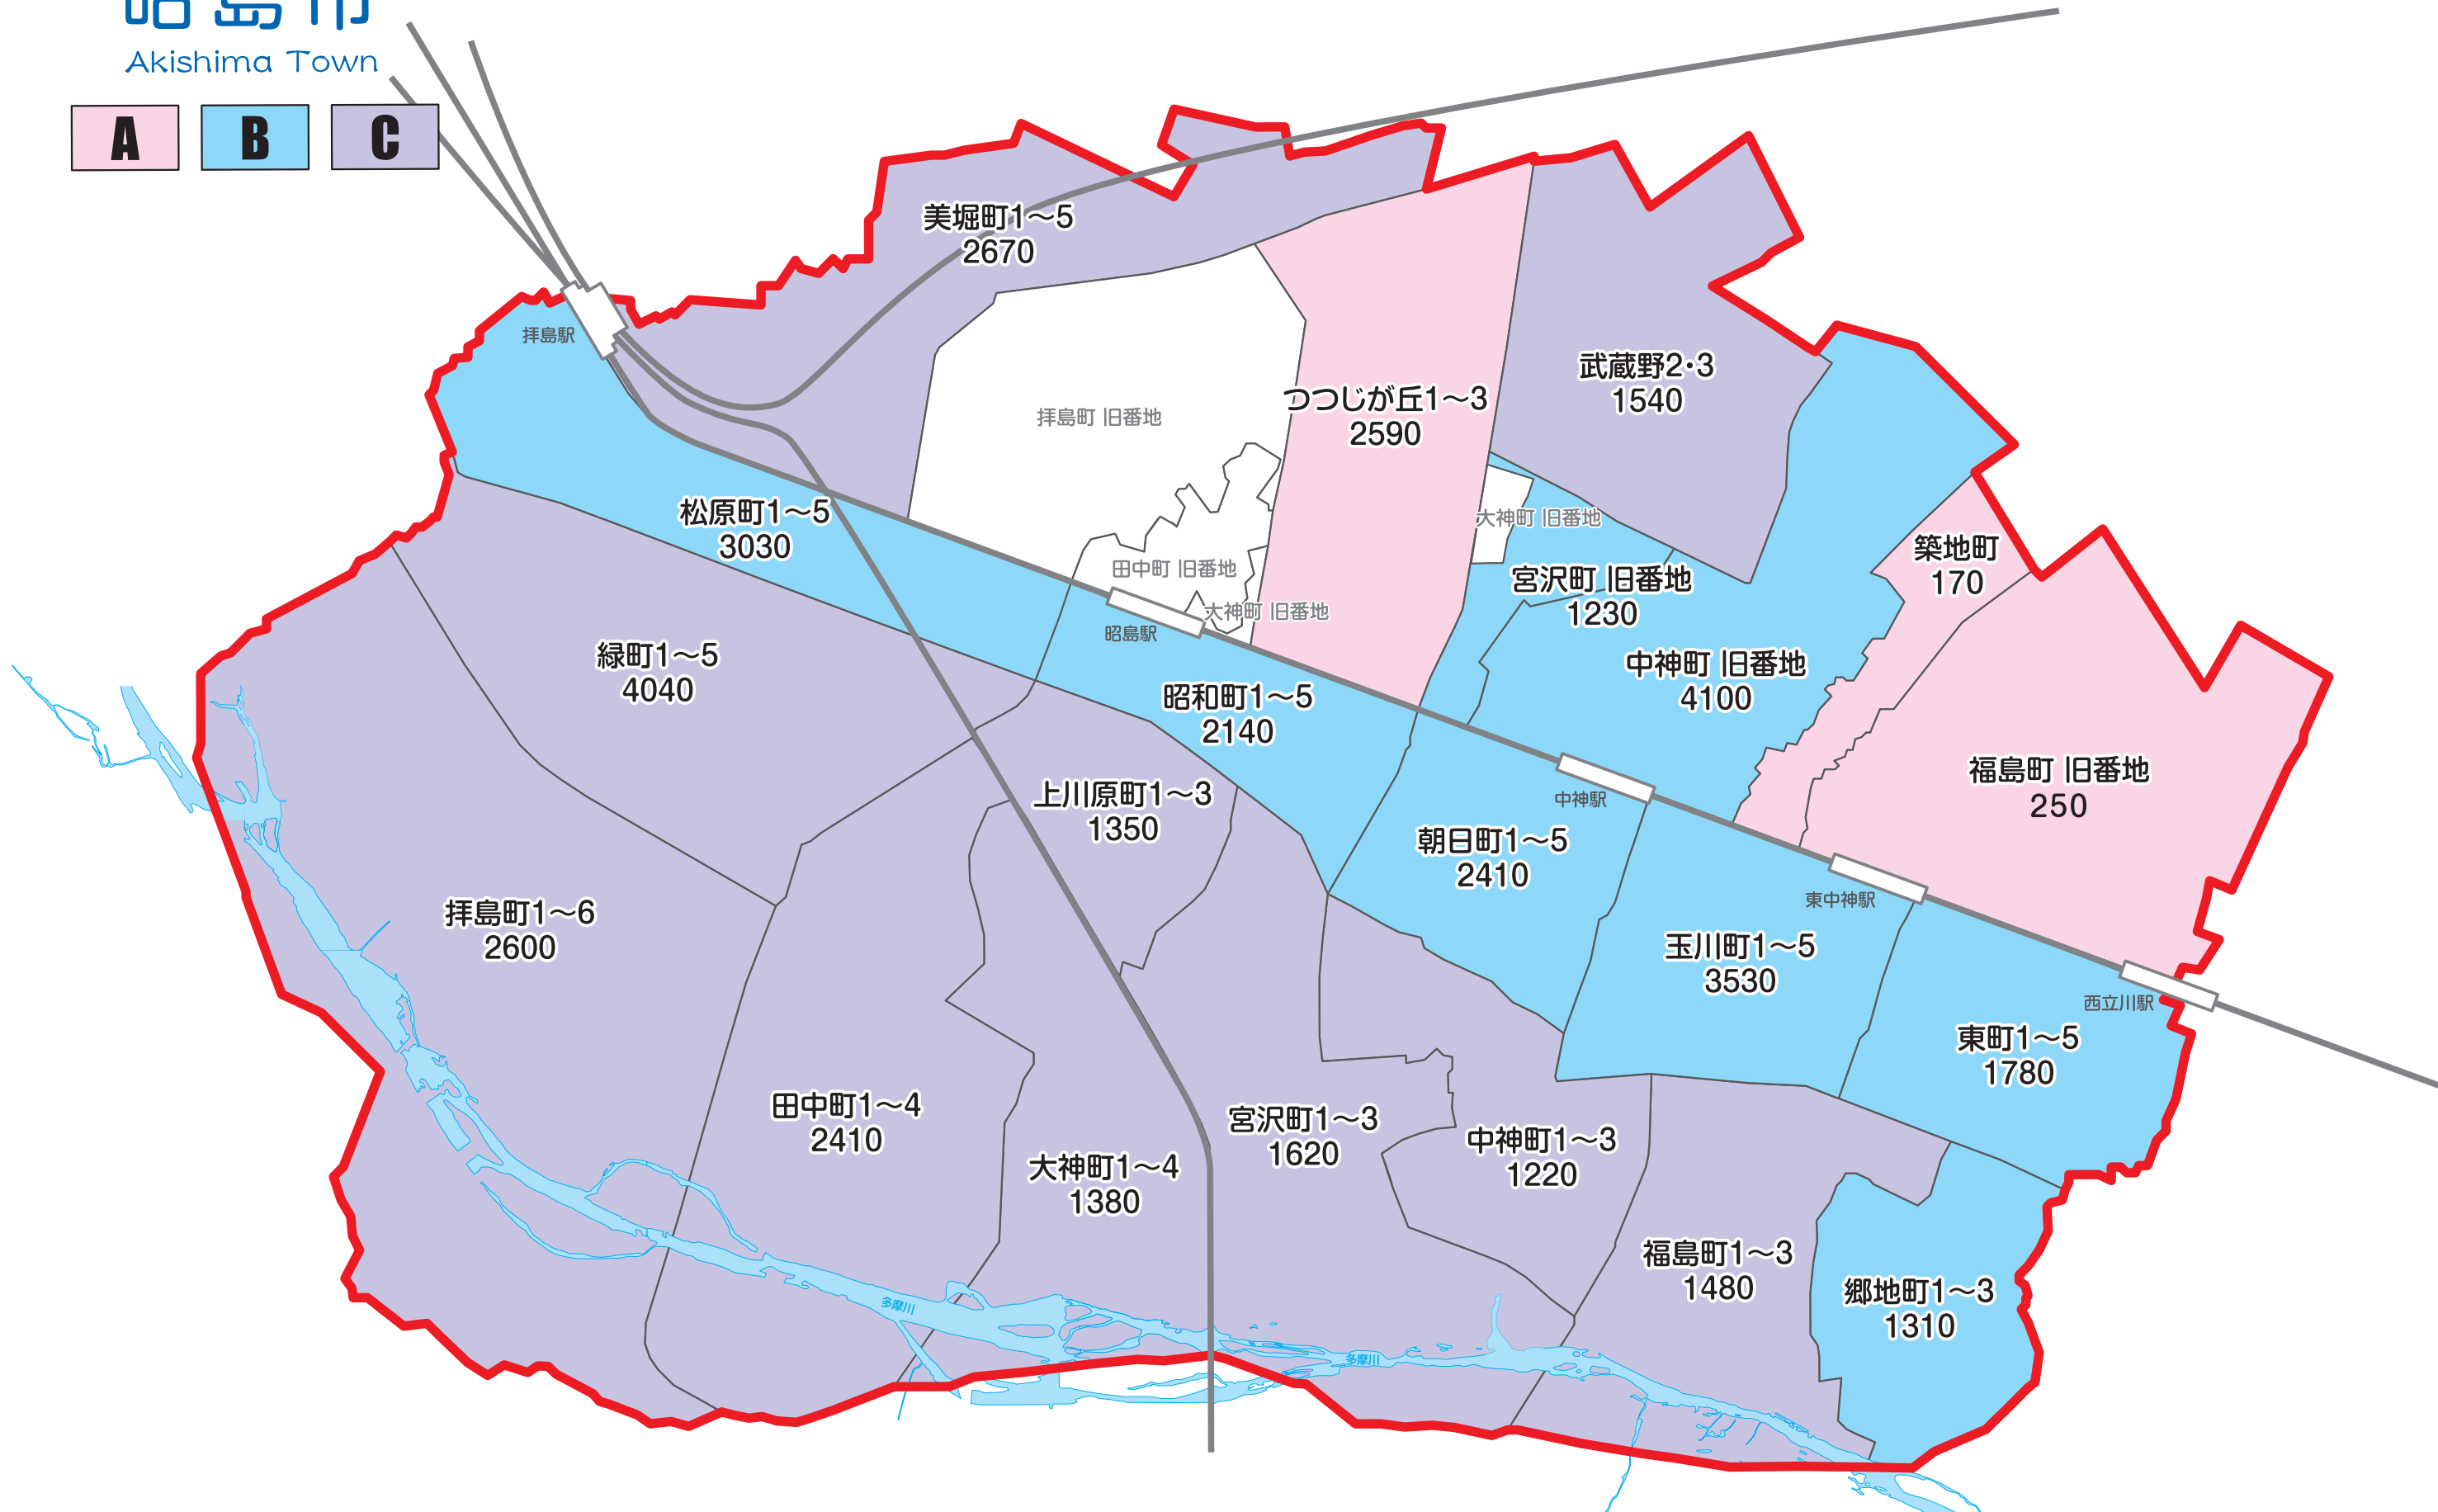 昭島市
Akishima Town
A B C
美堀町1～5
2670
拝島駅
武蔵野2・3
1540
つつじが丘1～3
2590
拝島町 旧番地
松原町1～5
3030
大神町 旧番地
築地町
170
田中町 旧番地
宮沢町 旧番地
1230
大神町 旧番地
昭島駅
緑町1～5
4040
中神町 旧番地
4100
昭和町1～5
2140
福島町 旧番地
250
上川原町1～3
1350
中神駅
朝日町1～5
2410
東中神駅
拝島町1～6
2600
玉川町1～5
3530
西立川駅
東町1～5
1780
田中町1～4
2410
宮沢町1～3
1620
中神町1～3
1220
大神町1～4
1380
福島町1～3
1480
郷地町1～3
1310
多摩川
多摩川